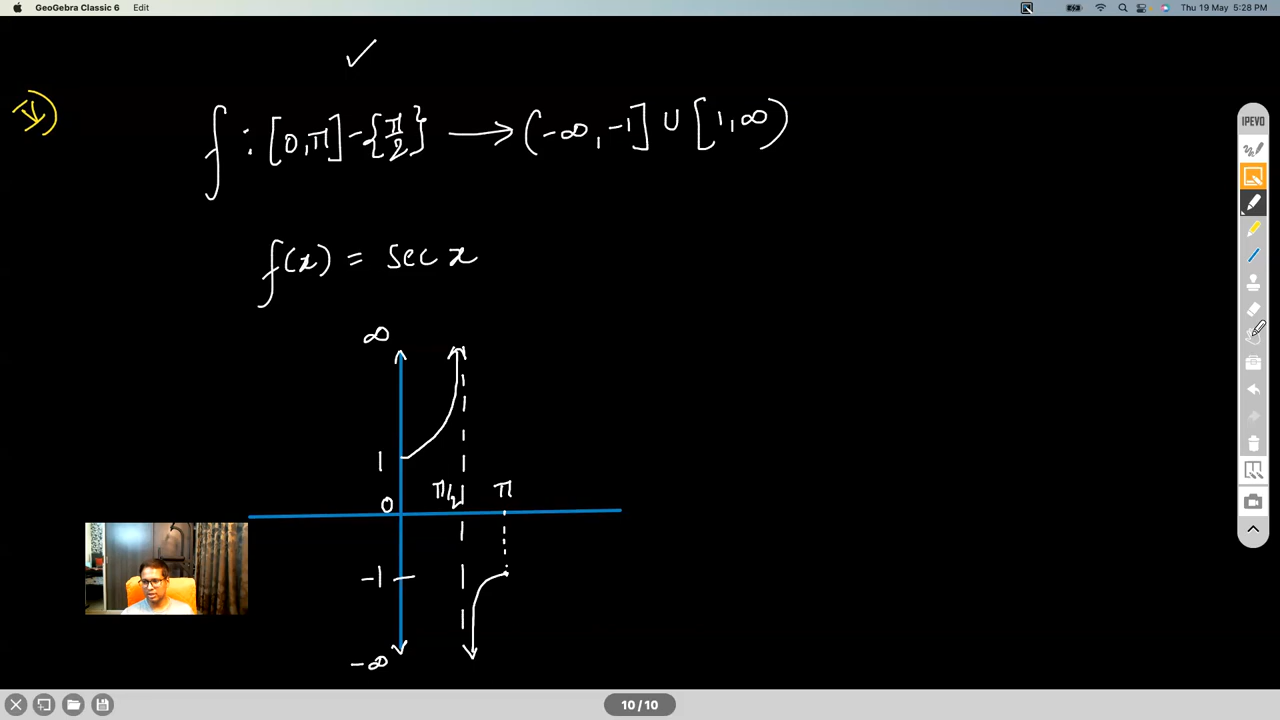 GeoGebra Classic 6 Edit Thu 19 May 5:28 PM
✓
V) f : [0,π] - {π/2} ⟶ (-∞, -1] ∪ [1, ∞)
f(x) = sec x
∞
1
0 π/2 π
-1
-∞
IPEVO
10 / 10